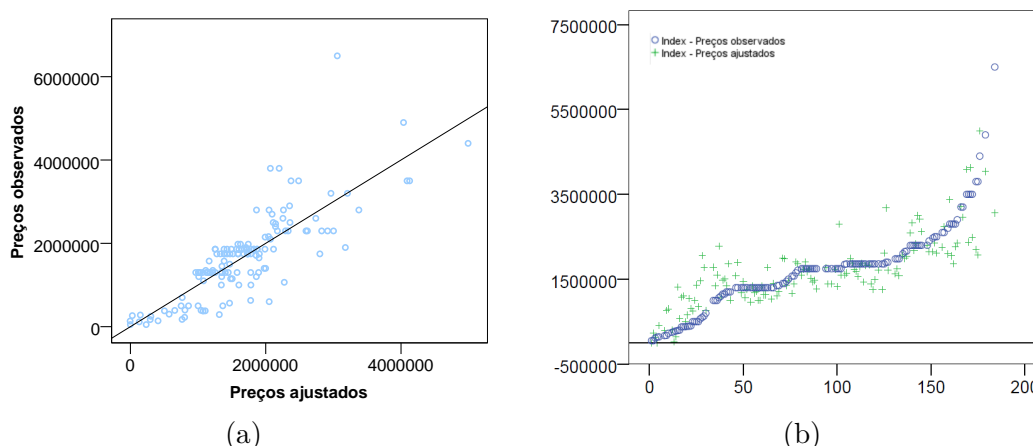 6000000
4000000
2000000
0
Preços observados
0
2000000
4000000
Preços ajustados
(a)
7500000
5500000
3500000
1500000
-500000
Index - Preços observados
Index - Preços ajustados
0
50
100
150
200
(b)